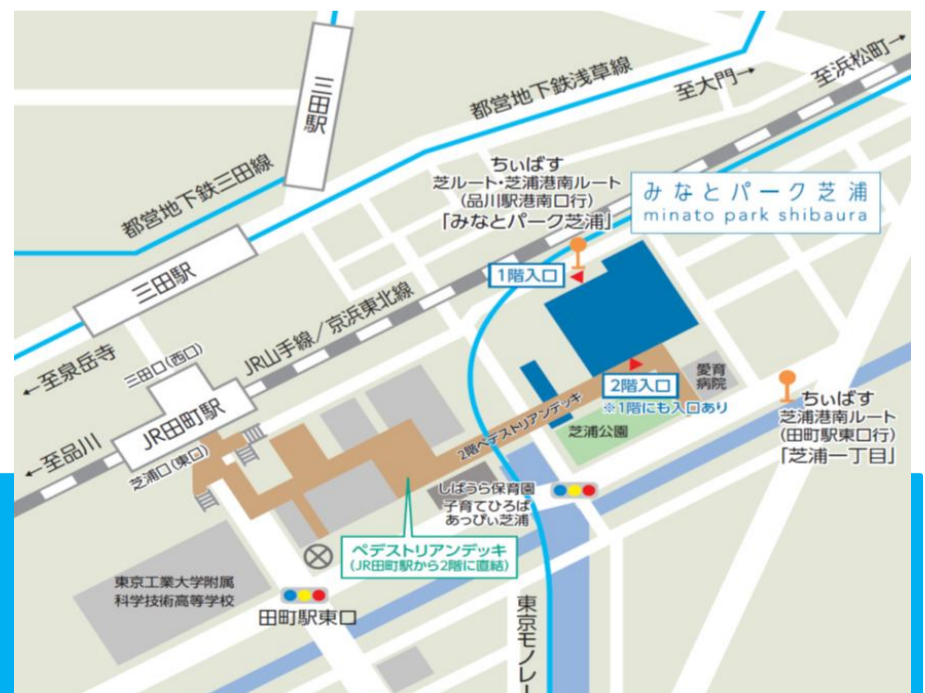 三田駅
都営地下鉄浅草線
至大門→
至浜松町→
都営地下鉄三田線
ちぃばす
芝ルート・芝浦港南ルート
(品川駅港南口行)
「みなとパーク芝浦」
みなとパーク芝浦
minato park shibaura
1階入口
三田駅
JR山手線/京浜東北線
←至泉岳寺
三田口(西口)
JR田町駅
←至品川
芝浦口(東口)
2階入口
※1階にも入口あり
愛育
病院
2階ペデストリアンデッキ
芝浦公園
ちぃばす
芝浦港南ルート
(田町駅東口行)
「芝浦一丁目」
しばうら保育園
子育てひろば
あっぴぃ芝浦
ペデストリアンデッキ
(JR田町駅から2階に直結)
東京工業大学附属
科学技術高等学校
田町駅東口
東京モノレー